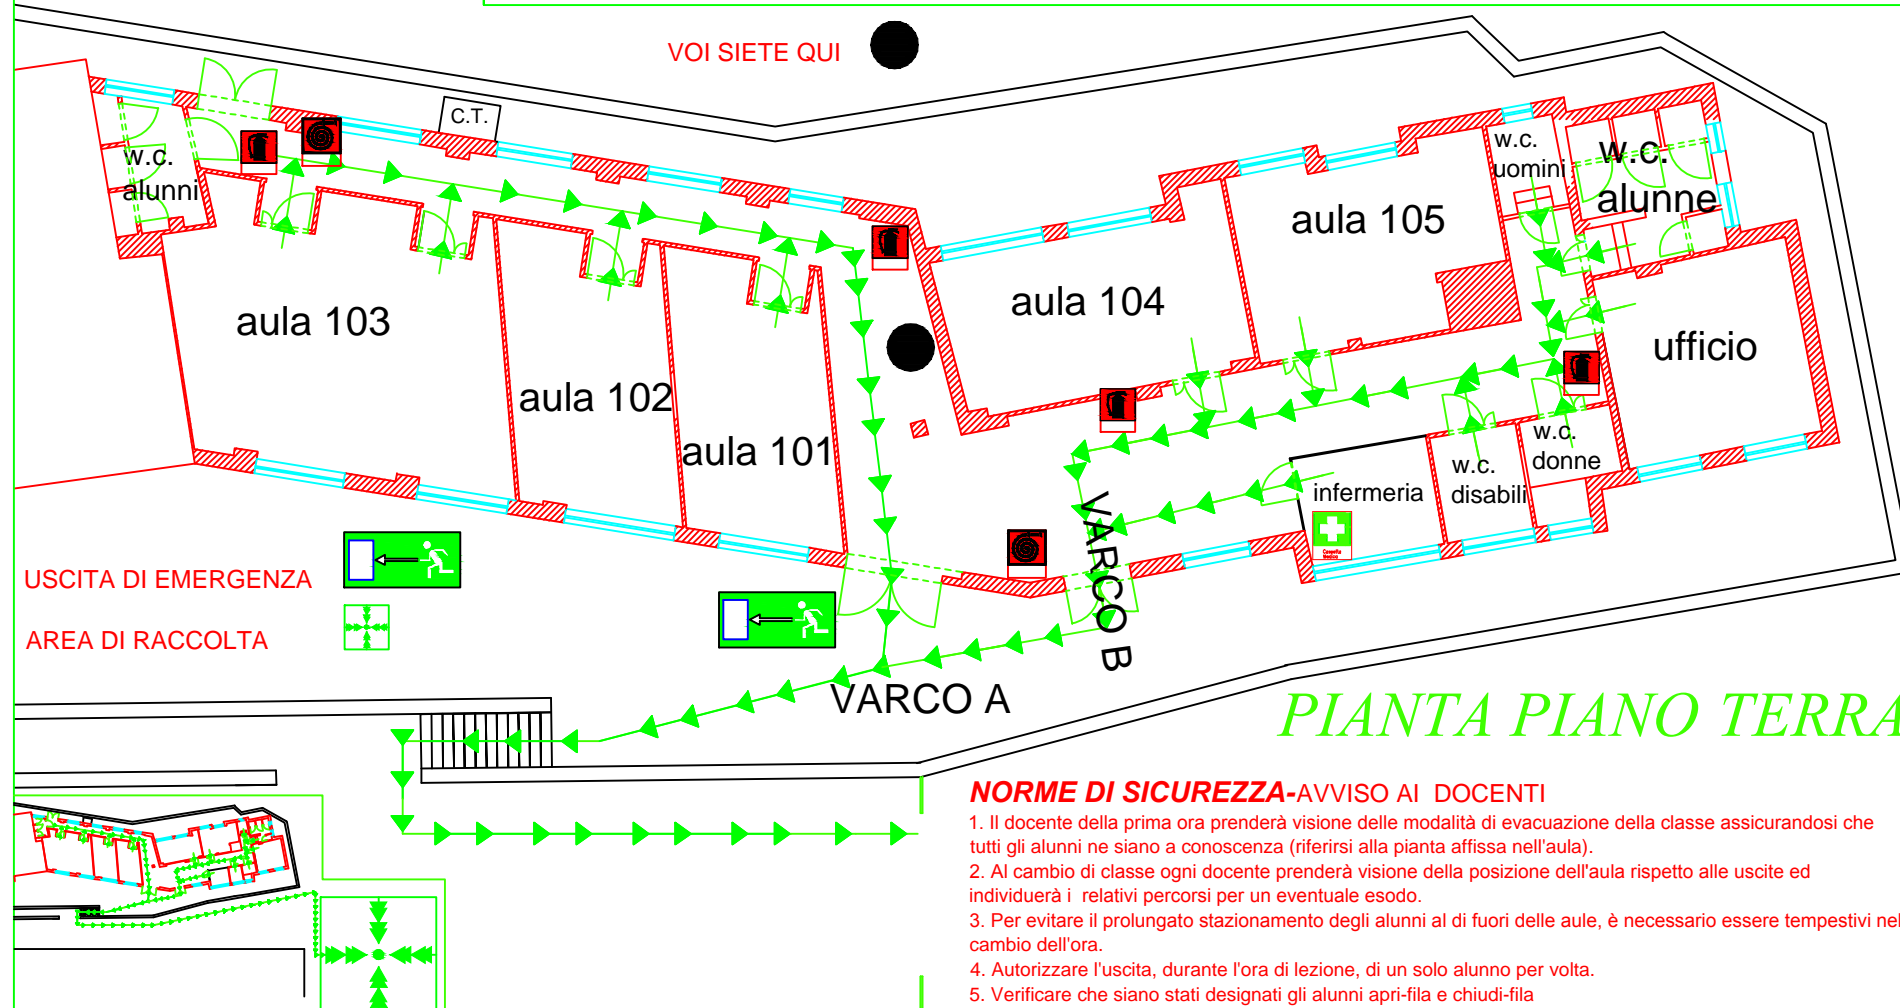 VOI SIETE QUI
C.T.
w.c.
alunni
w.c.
uomini
w.c.
alunne
aula 105
aula 104
aula 103
ufficio
aula 102
aula 101
w.c.
donne
w.c.
disabili
infermeria
VARCO B
USCITA DI EMERGENZA
AREA DI RACCOLTA
VARCO A
PIANTA PIANO TERRA
NORME DI SICUREZZA-AVVISO AI DOCENTI
1. Il docente della prima ora prenderà visione delle modalità di evacuazione della classe assicurandosi che
tutti gli alunni ne siano a conoscenza (riferirsi alla pianta affissa nell'aula).
2. Al cambio di classe ogni docente prenderà visione della posizione dell'aula rispetto alle uscite ed
individuerà i relativi percorsi per un eventuale esodo.
3. Per evitare il prolungato stazionamento degli alunni al di fuori delle aule, è necessario essere tempestivi nel
cambio dell'ora.
4. Autorizzare l'uscita, durante l'ora di lezione, di un solo alunno per volta.
5. Verificare che siano stati designati gli alunni apri-fila e chiudi-fila